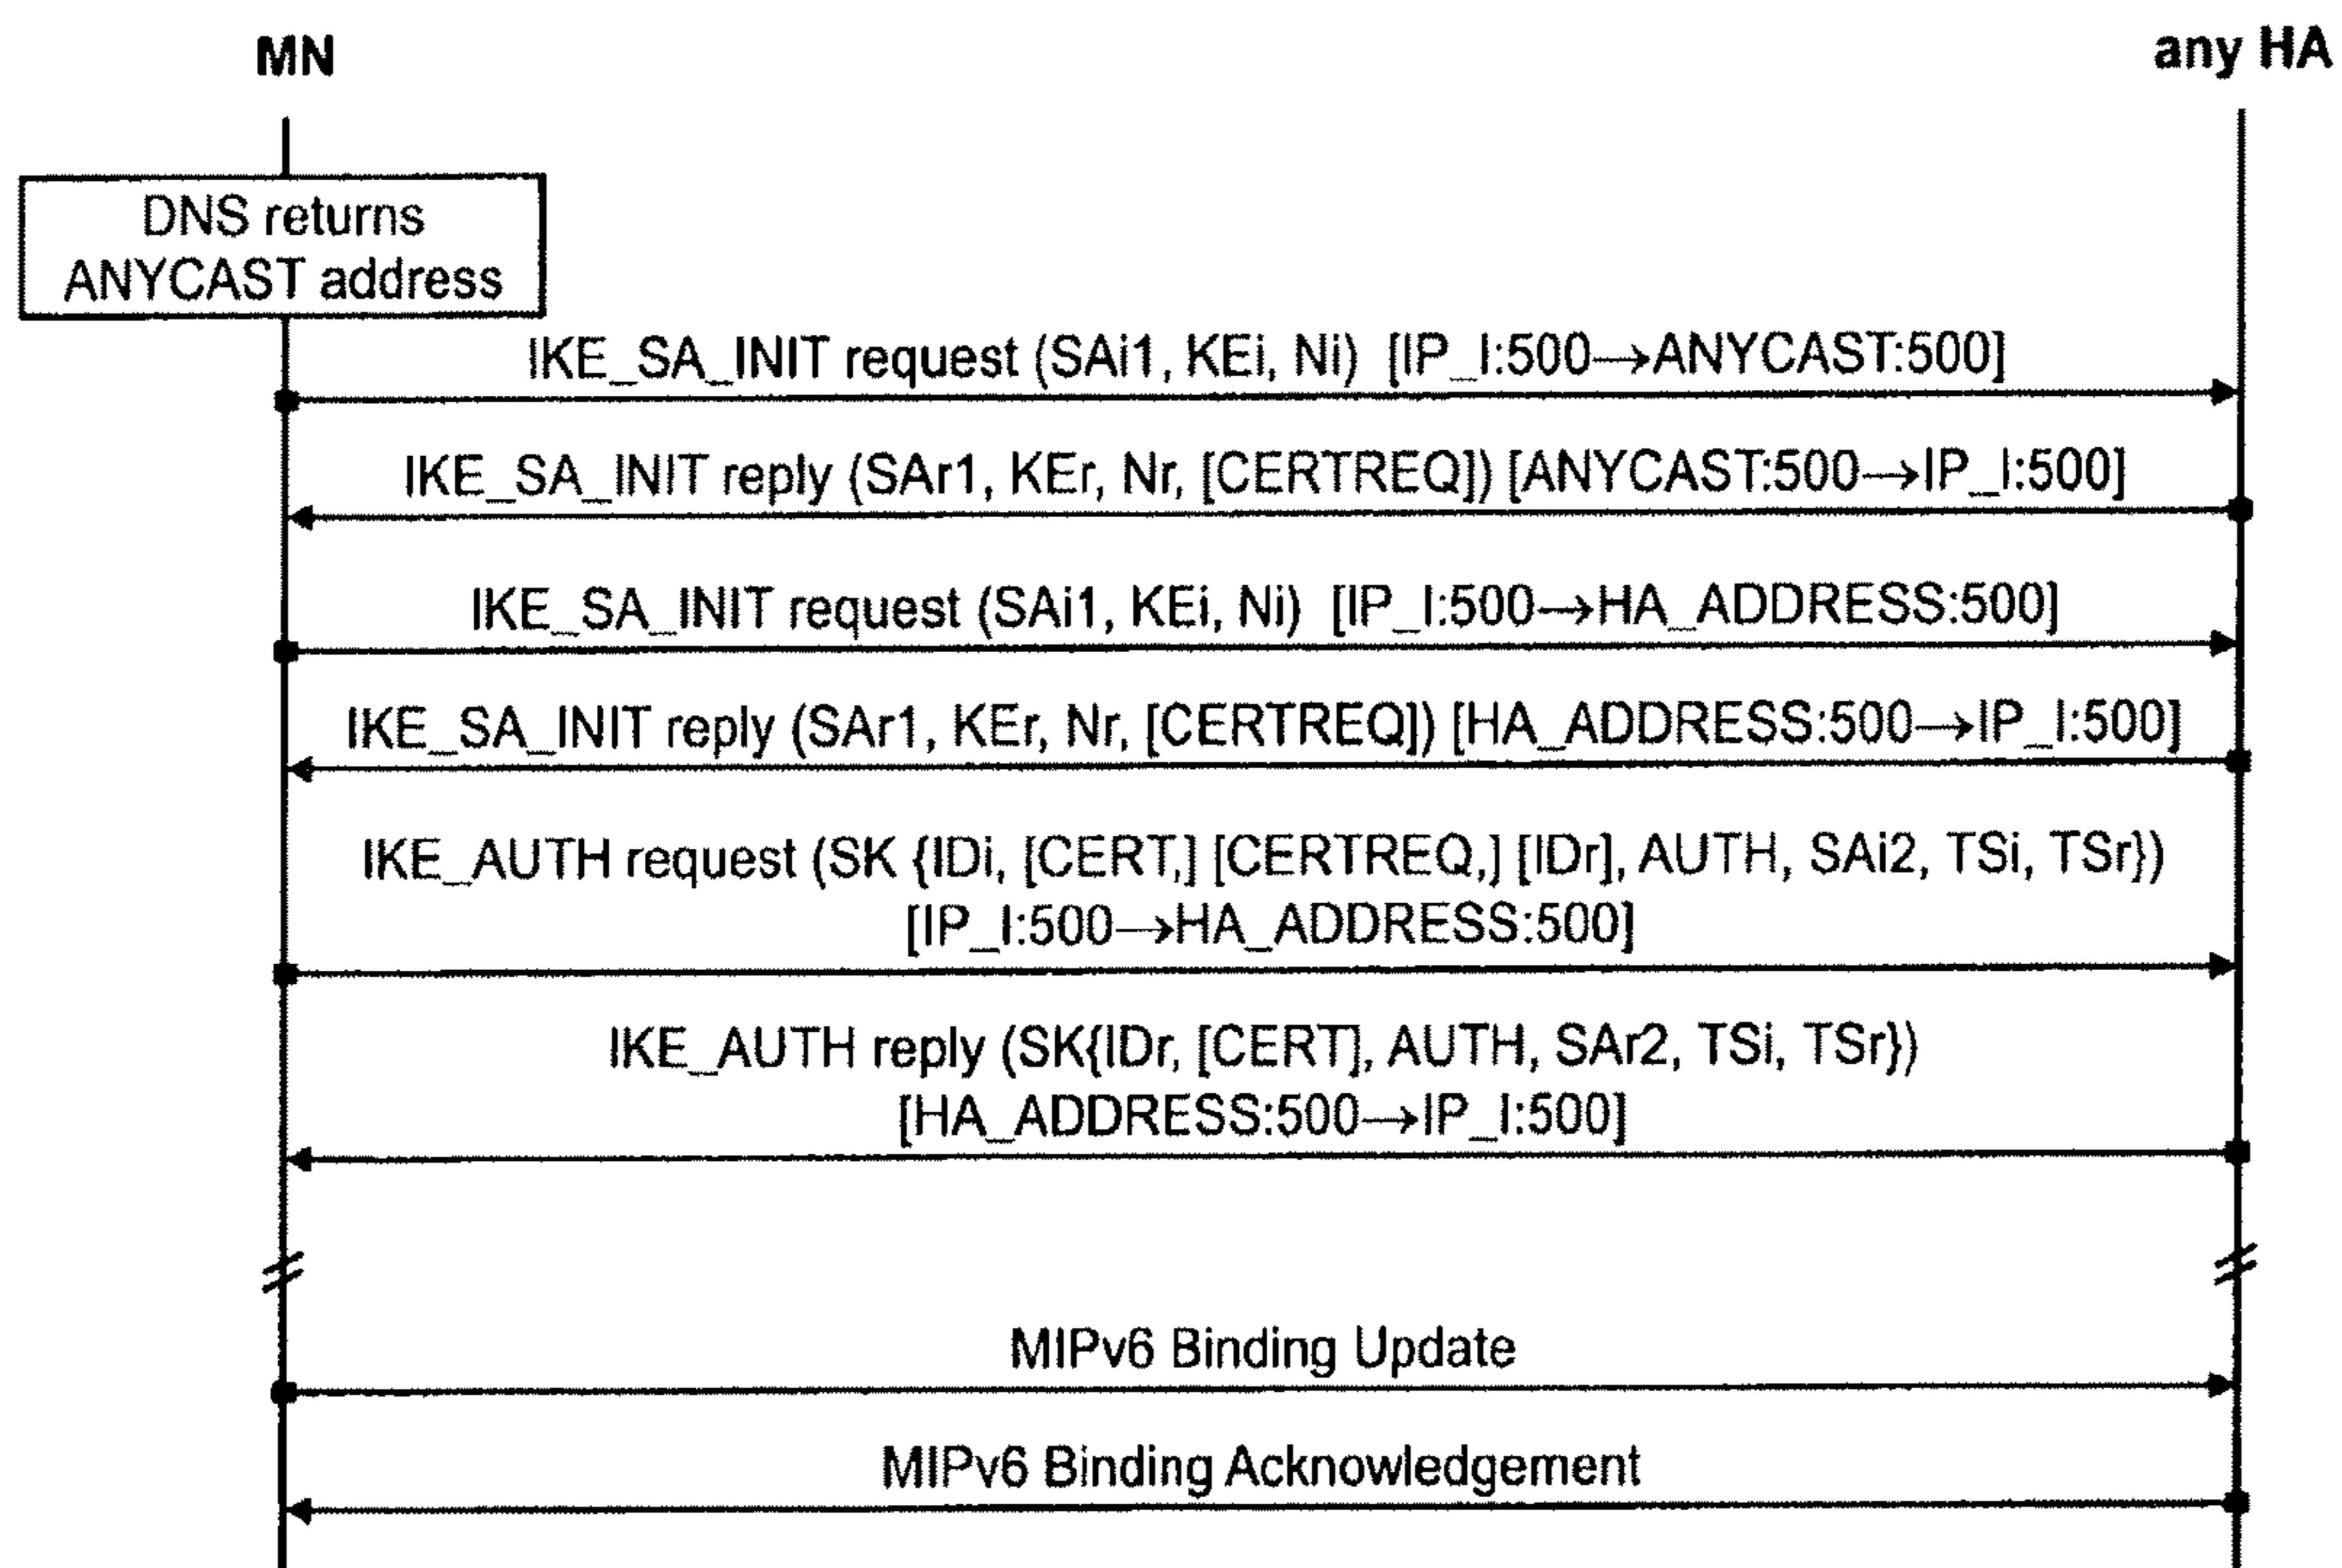 MN
any HA
DNS returns
ANYCAST address
IKE_SA_INIT request (SAi1, KEi, Ni) [IP_I:500→ANYCAST:500]
IKE_SA_INIT reply (SAr1, KEr, Nr, [CERTREQ]) [ANYCAST:500→IP_I:500]
IKE_SA_INIT request (SAi1, KEi, Ni) [IP_I:500→HA_ADDRESS:500]
IKE_SA_INIT reply (SAr1, KEr, Nr, [CERTREQ]) [HA_ADDRESS:500→IP_I:500]
IKE_AUTH request (SK {IDi, [CERT,] [CERTREQ,] [IDr], AUTH, SAi2, TSi, TSr})
[IP_I:500→HA_ADDRESS:500]
IKE_AUTH reply (SK{IDr, [CERT], AUTH, SAr2, TSi, TSr})
[HA_ADDRESS:500→IP_I:500]
MIPv6 Binding Update
MIPv6 Binding Acknowledgement